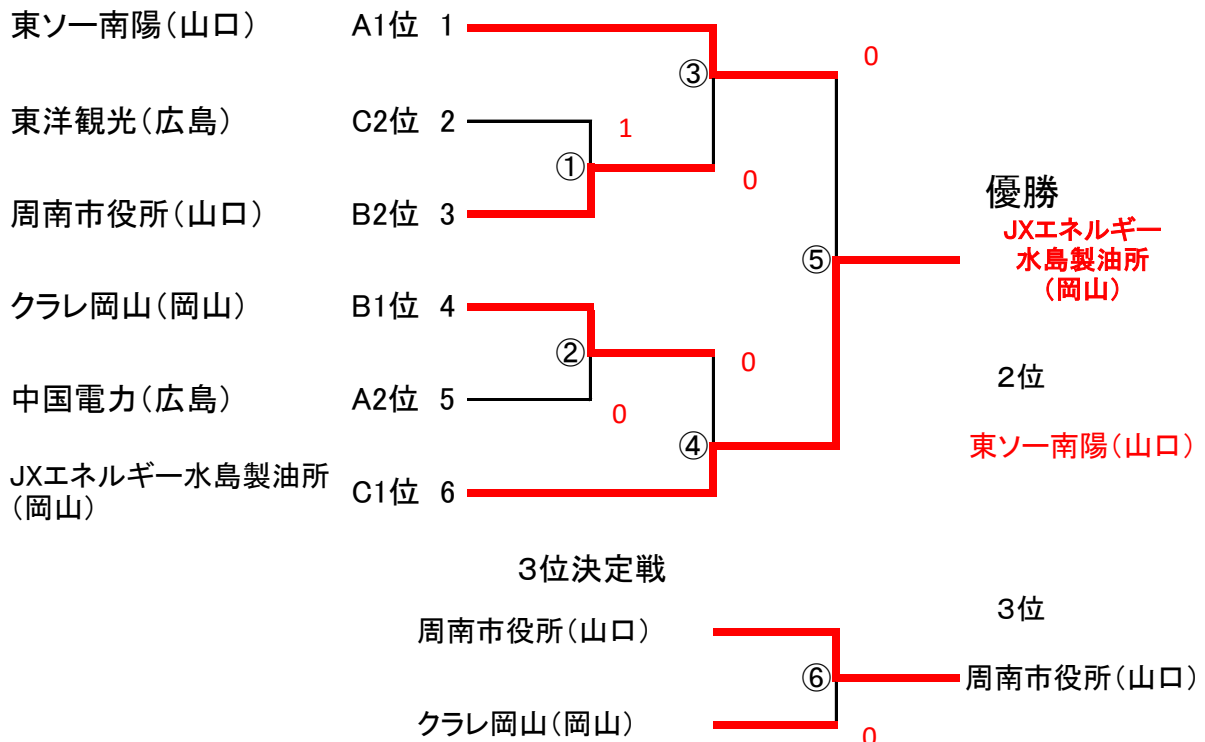 東ソー南陽(山口) A1位 1
0
③
東洋観光(広島) C2位 2
1
①
0
周南市役所(山口) B2位 3
優勝
JXエネルギー
水島製油所
(岡山)
⑤
クラレ岡山(岡山) B1位 4
②
0
2位
中国電力(広島) A2位 5
0
④
東ソー南陽(山口)
JXエネルギー水島製油所
(岡山)
C1位 6
3位決定戦
3位
周南市役所(山口)
⑥
周南市役所(山口)
クラレ岡山(岡山)
0